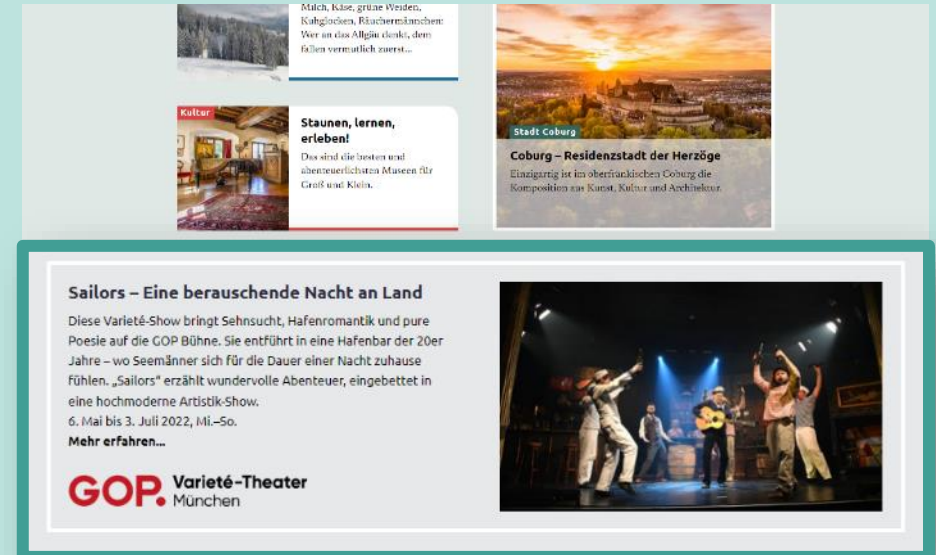 Milch, Käse, grüne Weiden,
Kuhglocken, Räuchermännchen:
Wer an das Allgäu denkt, dem
fallen vermutlich zuerst...
Kultur
Staunen, lernen,
erleben!
Das sind die besten und
abenteuerlichsten Museen für
Groß und Klein.
Stadt Coburg
Coburg – Residenzstadt der Herzöge
Einzigartig ist im oberfränkischen Coburg die
Komposition aus Kunst, Kultur und Architektur.
Sailors – Eine berauschende Nacht an Land
Diese Varieté-Show bringt Sehnsucht, Hafenromantik und pure
Poesie auf die GOP Bühne. Sie entführt in eine Hafenbar der 20er
Jahre – wo Seemänner sich für die Dauer einer Nacht zuhause
fühlen. „Sailors“ erzählt wundervolle Abenteuer, eingebettet in
eine hochmoderne Artistik-Show.
6. Mai bis 3. Juli 2022, Mi.–So.
Mehr erfahren...
GOP. Varieté-Theater
München